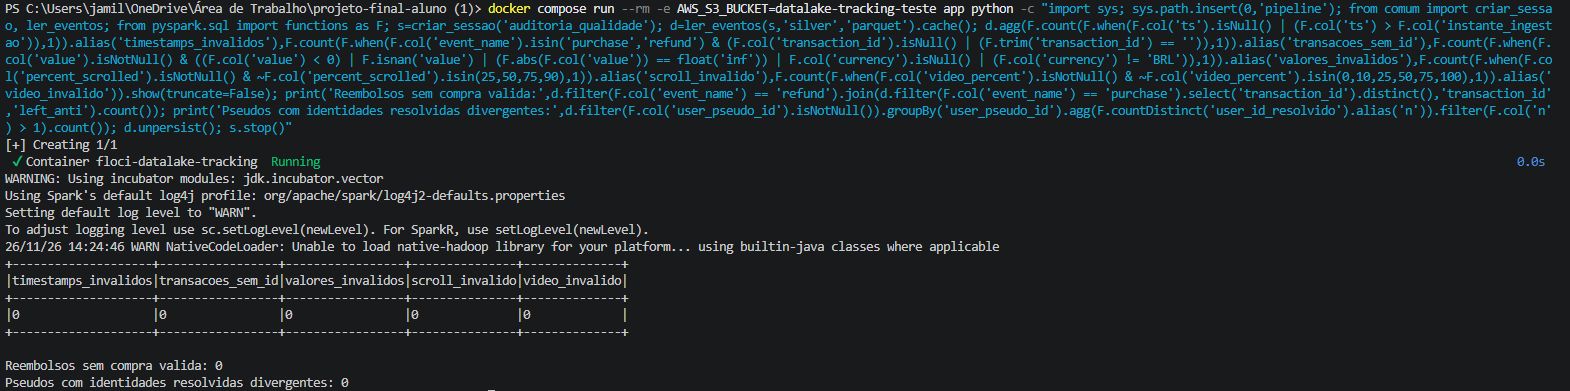 PS C:\Users\jamil\OneDrive\Área de Trabalho\projeto-final-aluno (1)> docker compose run --rm -e AWS_S3_BUCKET=datalake-tracking-teste app python -c "import sys; sys.path.insert(0,'pipeline'); from comum import criar_sessa
o, ler_eventos; from pyspark.sql import functions as F; s=criar_sessao('auditoria_qualidade'); d=ler_eventos(s,'silver','parquet').cache(); d.agg(F.count(F.when(F.col('ts').isNull() | (F.col('ts') > F.col('instante_ingest
ao')),1)).alias('timestamps_invalidos'),F.count(F.when(F.col('event_name').isin('purchase','refund') & (F.col('transaction_id').isNull() | (F.trim('transaction_id') == '')),1)).alias('transacoes_sem_id'),F.count(F.when(F.
col('value').isNotNull() & ((F.col('value') < 0) | F.isnan('value') | (F.abs(F.col('value')) == float('inf')) | F.col('currency').isNull() | (F.col('currency') != 'BRL')),1)).alias('valores_invalidos'),F.count(F.when(F.co
l('percent_scrolled').isNotNull() & ~F.col('percent_scrolled').isin(25,50,75,90),1)).alias('scroll_invalido'),F.count(F.when(F.col('video_percent').isNotNull() & ~F.col('video_percent').isin(0,10,25,50,75,100),1)).alias('
video_invalido')).show(truncate=False); print('Reembolsos sem compra valida:',d.filter(F.col('event_name') == 'refund').join(d.filter(F.col('event_name') == 'purchase').select('transaction_id').distinct(),'transaction_id'
,'left_anti').count()); print('Pseudos com identidades resolvidas divergentes:',d.filter(F.col('user_pseudo_id').isNotNull()).groupBy('user_pseudo_id').agg(F.countDistinct('user_id_resolvido').alias('n')).filter(F.col('n'
) > 1).count()); d.unpersist(); s.stop()"
[+] Creating 1/1
✔ Container floci-datalake-tracking  Running 0.0s
WARNING: Using incubator modules: jdk.incubator.vector
Using Spark's default log4j profile: org/apache/spark/log4j2-defaults.properties
Setting default log level to "WARN".
To adjust logging level use sc.setLogLevel(newLevel). For SparkR, use setLogLevel(newLevel).
26/11/26 14:24:46 WARN NativeCodeLoader: Unable to load native-hadoop library for your platform... using builtin-java classes where applicable
+--------------------+-----------------+-----------------+---------------+--------------+
|timestamps_invalidos|transacoes_sem_id|valores_invalidos|scroll_invalido|video_invalido|
+--------------------+-----------------+-----------------+---------------+--------------+
|0                   |0                |0                |0              |0             |
+--------------------+-----------------+-----------------+---------------+--------------+
Reembolsos sem compra valida: 0
Pseudos com identidades resolvidas divergentes: 0